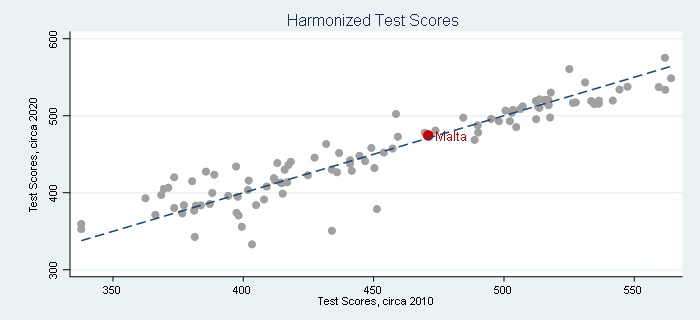 Harmonized Test Scores
Test Scores, circa 2020
600
500
400
300
Malta
350
400
450
500
550
Test Scores, circa 2010